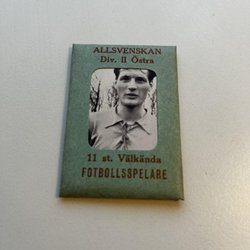 ALLSVENSKAN
Div. II Östra
11 st. Välkända
FOTBOLLSSPELARE